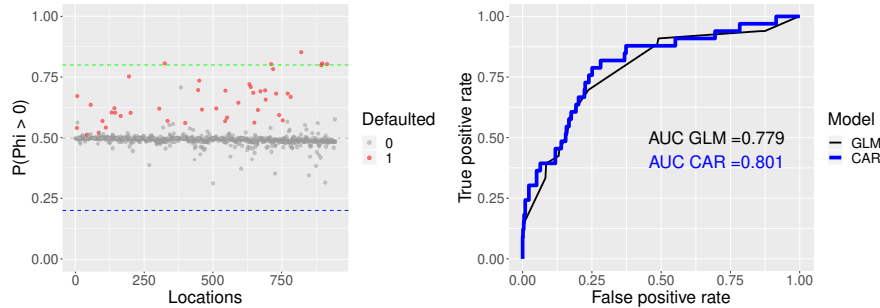 1.00
0.75
0.50
0.25
0.00
P(Phi > 0)
0
250
500
750
Locations
Defaulted
0
1
1.00
0.75
0.50
0.25
0.00
True positive rate
AUC GLM =0.779
AUC CAR =0.801
0.00
0.25
0.50
0.75
1.00
False positive rate
Model
GLM
CAR